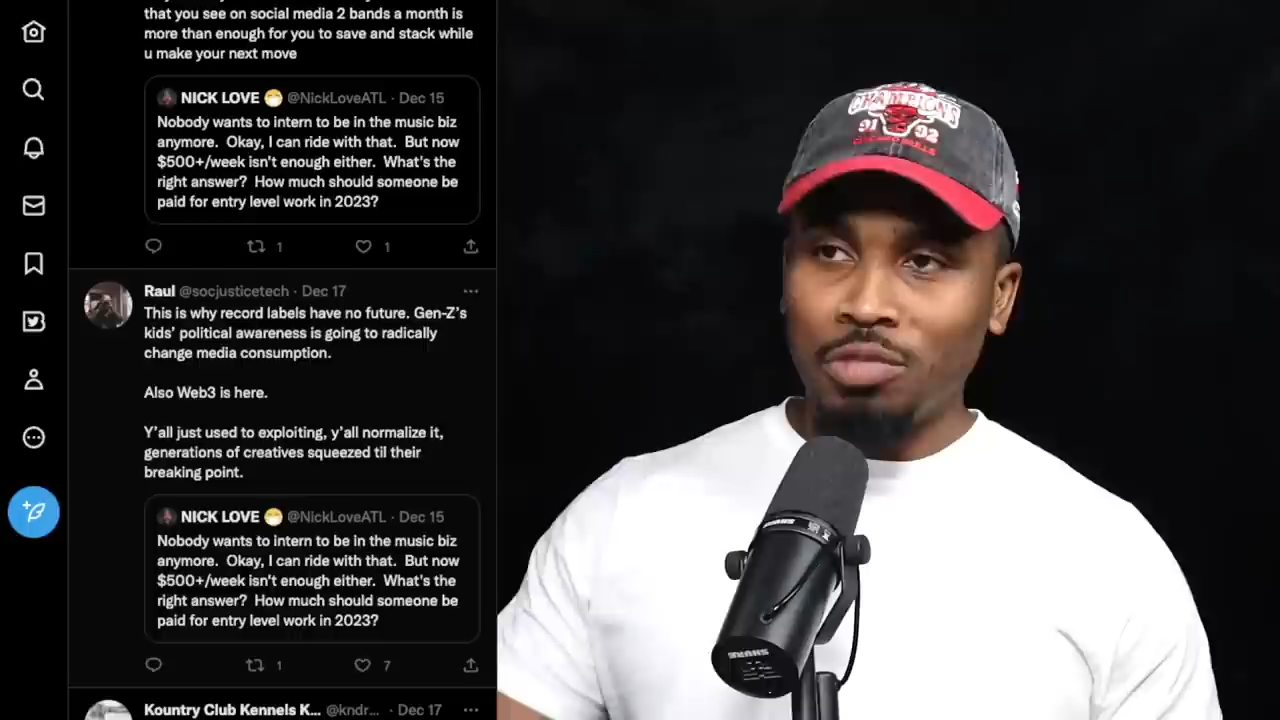 that you see on social media 2 bands a month is
more than enough for you to save and stack while
u make your next move
NICK LOVE 😁 @NickLoveATL · Dec 15
Nobody wants to intern to be in the music biz
anymore. Okay, I can ride with that. But now
$500+/week isn't enough either. What's the
right answer? How much should someone be
paid for entry level work in 2023?
1
1
Raul @socjusticetech · Dec 17
This is why record labels have no future. Gen-Z's
kids' political awareness is going to radically
change media consumption.
Also Web3 is here.
Y'all just used to exploiting, y'all normalize it,
generations of creatives squeezed til their
breaking point.
NICK LOVE 😁 @NickLoveATL · Dec 15
Nobody wants to intern to be in the music biz
anymore. Okay, I can ride with that. But now
$500+/week isn't enough either. What's the
right answer? How much should someone be
paid for entry level work in 2023?
1
7
Kountry Club Kennels K... @kndr... · Dec 17
CHAMPIONS
91 92
CHICAGO BULLS
SHURE
SHURE